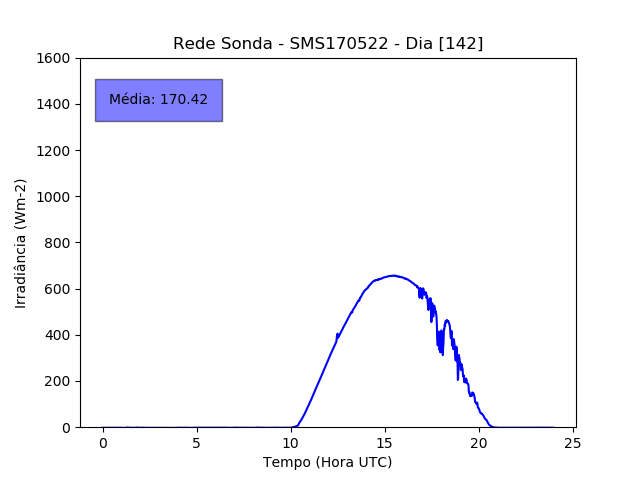 Rede Sonda - SMS170522 - Dia [142]
1600
1400
1200
1000
800
600
400
200
0
Média: 170.42
Irradiância (Wm-2)
0 5 10 15 20 25
Tempo (Hora UTC)